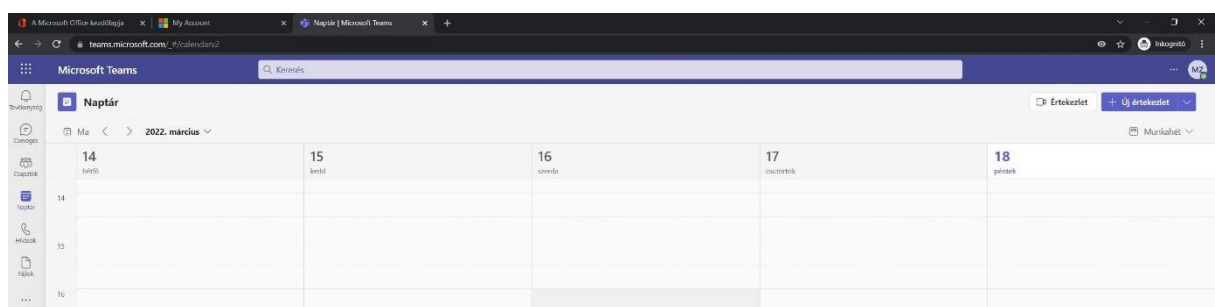 A Microsoft Office kezdőlapja
My Account
Naptár | Microsoft Teams
teams.microsoft.com/_#/calendarv2
Inkognitó
Microsoft Teams
Keresés
MZ
Tevékenység
Naptár
Értekezlet
+ Új értekezlet
Csevegés
Ma
2022. március
Munkahét
Csapatok
14 15 16 17 18
hétfő kedd szerda csütörtök péntek
Naptár
14
Hívások
15
Fájlok
16